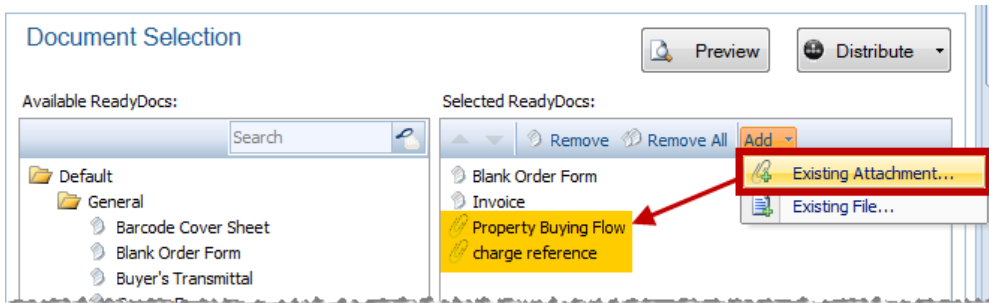 Document Selection
Preview
Distribute
Available ReadyDocs:
Selected ReadyDocs:
Search
Remove
Remove All
Add
Default
General
Barcode Cover Sheet
Blank Order Form
Buyer's Transmittal
Blank Order Form
Invoice
Property Buying Flow
charge reference
Existing Attachment...
Existing File...